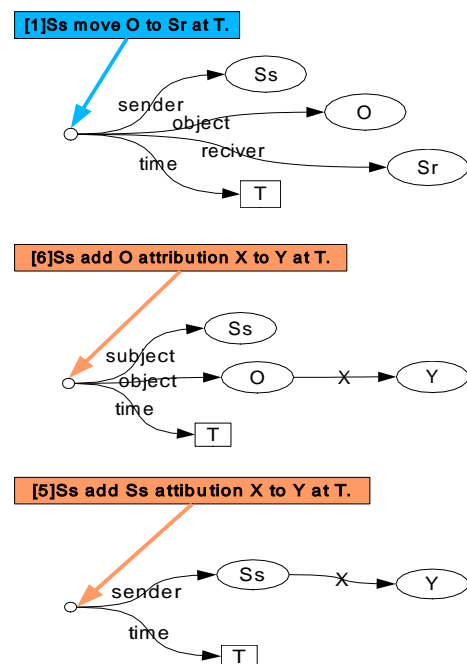 [1]Ss move O to Sr at T.
Ss
sender
O
object
reciver
Sr
time
T
[6]Ss add O attribution X to Y at T.
Ss
subject
object
O
X
Y
time
T
[5]Ss add Ss attibution X to Y at T.
Ss
X
Y
sender
time
T